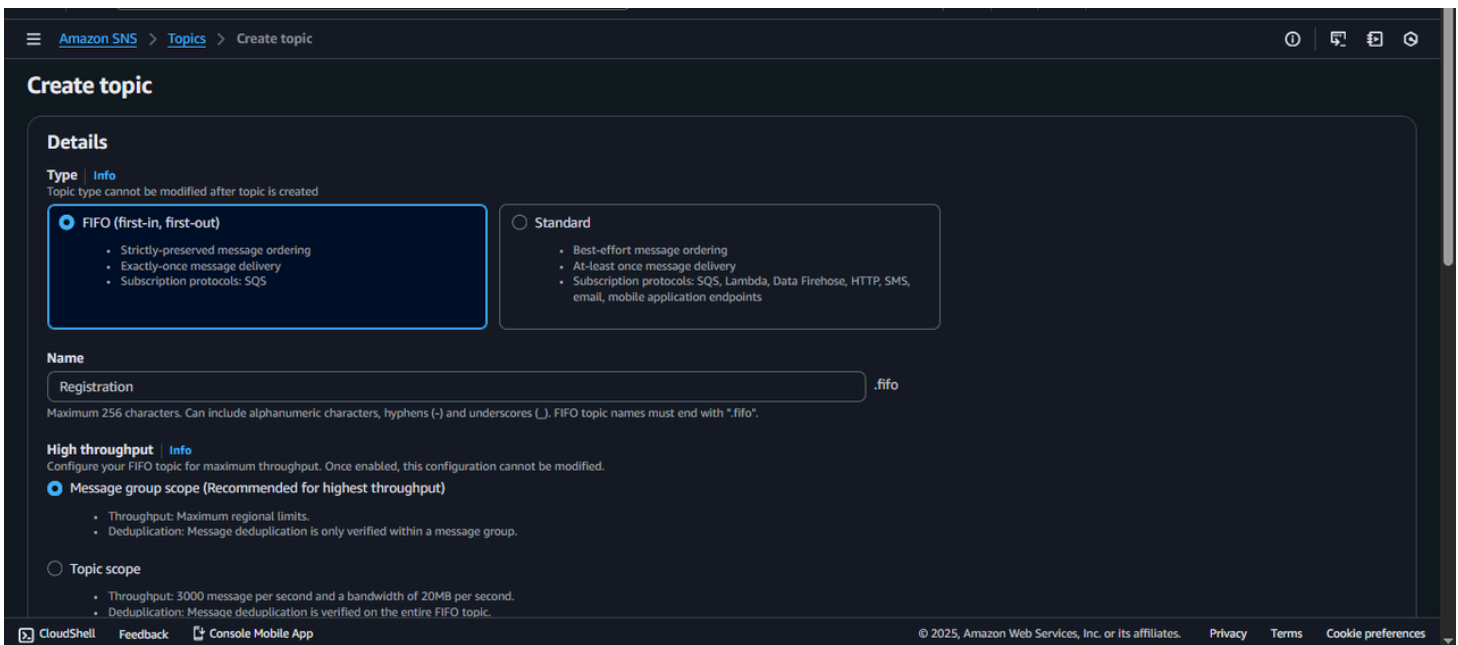 Amazon SNS > Topics > Create topic
Create topic
Details
Type | Info
Topic type cannot be modified after topic is created
FIFO (first-in, first-out)
• Strictly-preserved message ordering
• Exactly-once message delivery
• Subscription protocols: SQS
Standard
• Best-effort message ordering
• At-least once message delivery
• Subscription protocols: SQS, Lambda, Data Firehose, HTTP, SMS,
email, mobile application endpoints
Name
Registration
.fifo
Maximum 256 characters. Can include alphanumeric characters, hyphens (-) and underscores (_). FIFO topic names must end with ".fifo".
High throughput | Info
Configure your FIFO topic for maximum throughput. Once enabled, this configuration cannot be modified.
Message group scope (Recommended for highest throughput)
• Throughput: Maximum regional limits.
• Deduplication: Message deduplication is only verified within a message group.
Topic scope
• Throughput: 3000 message per second and a bandwidth of 20MB per second.
• Deduplication: Message deduplication is verified on the entire FIFO topic.
CloudShell Feedback Console Mobile App © 2025, Amazon Web Services, Inc. or its affiliates. Privacy Terms Cookie preferences